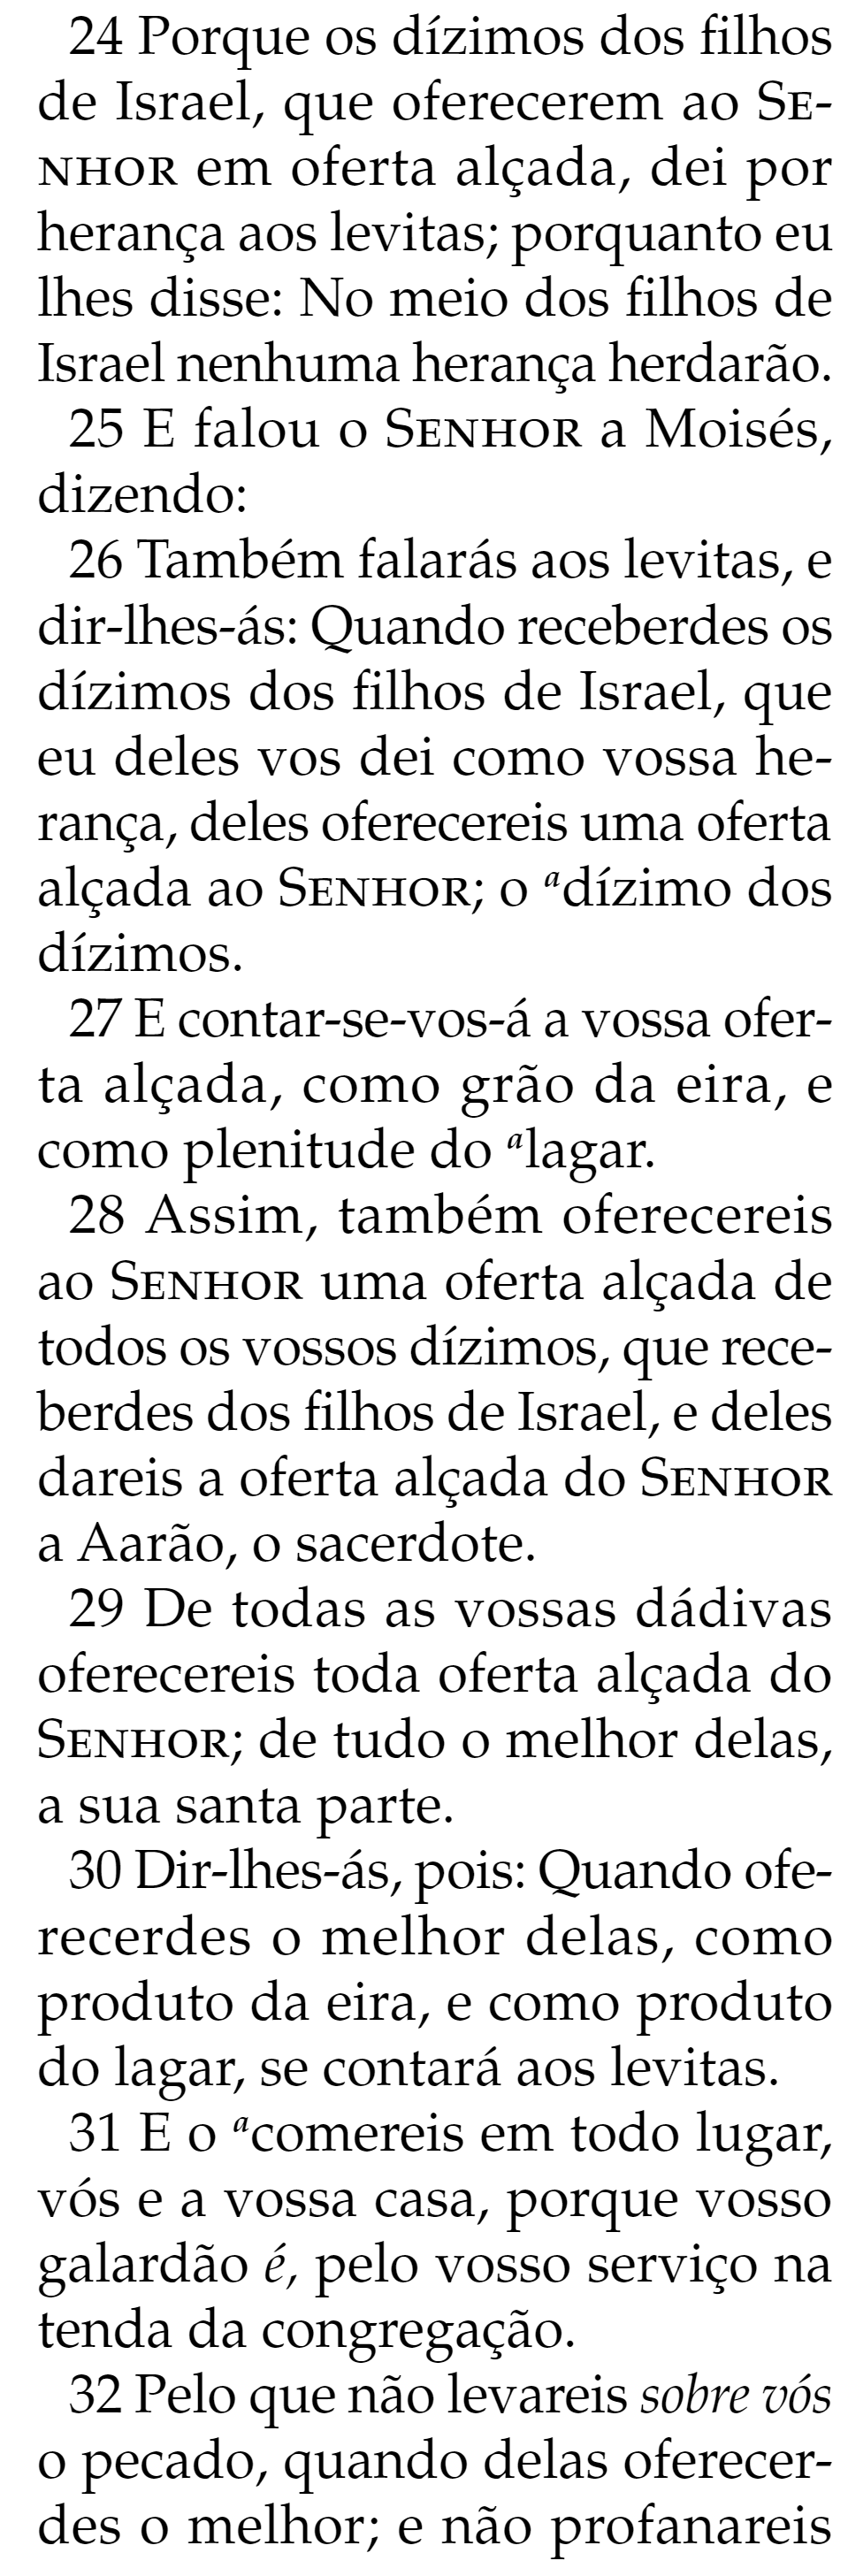 24 Porque os dízimos dos filhos
de Israel, que oferecerem ao SE-
NHOR em oferta alçada, dei por
herança aos levitas; porquanto eu
lhes disse: No meio dos filhos de
Israel nenhuma herança herdarão.
25 E falou o SENHOR a Moisés,
dizendo:
26 Também falarás aos levitas, e
dir-lhes-ás: Quando receberdes os
dízimos dos filhos de Israel, que
eu deles vos dei como vossa he-
rança, deles oferecereis uma oferta
alçada ao SENHOR; o ᵃdízimo dos
dízimos.
27 E contar-se-vos-á a vossa ofer-
ta alçada, como grão da eira, e
como plenitude do ᵃlagar.
28 Assim, também oferecereis
ao SENHOR uma oferta alçada de
todos os vossos dízimos, que rece-
berdes dos filhos de Israel, e deles
dareis a oferta alçada do SENHOR
a Aarão, o sacerdote.
29 De todas as vossas dádivas
oferecereis toda oferta alçada do
SENHOR; de tudo o melhor delas,
a sua santa parte.
30 Dir-lhes-ás, pois: Quando ofe-
recerdes o melhor delas, como
produto da eira, e como produto
do lagar, se contará aos levitas.
31 E o ᵃcomereis em todo lugar,
vós e a vossa casa, porque vosso
galardão é, pelo vosso serviço na
tenda da congregação.
32 Pelo que não levareis sobre vós
o pecado, quando delas oferecer-
des o melhor; e não profanareis